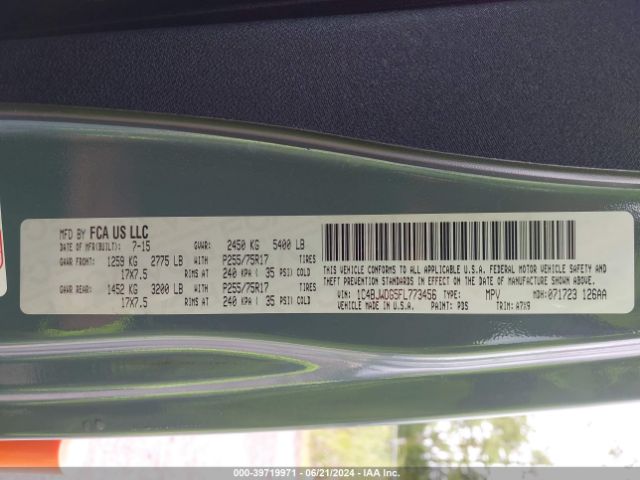 MFD BY FCA US LLC
DATE OF MFR(BUILT): 7-15 GVWR: 2450 KG 5400 LB
GAWR FRONT: 1259 KG 2775 LB WITH P255/75R17 TIRES
17X7.5 RIMS AT 240 KPA ( 35 PSI) COLD
GAWR REAR: 1452 KG 3200 LB WITH P255/75R17 TIRES
17X7.5 RIMS AT 240 KPA ( 35 PSI) COLD
THIS VEHICLE CONFORMS TO ALL APPLICABLE U.S.A. FEDERAL MOTOR VEHICLE SAFETY AND
THEFT PREVENTION STANDARDS IN EFFECT ON THE DATE OF MANUFACTURE SHOWN ABOVE.
VIN: 1C4BJWDG5FL773456 TYPE: MPV MDH: 071723 126AA
VEHICLE MADE IN U.S.A. PAINT: PDS TRIM: A7X9
000-39719971 06/21/2024 IAA Inc.